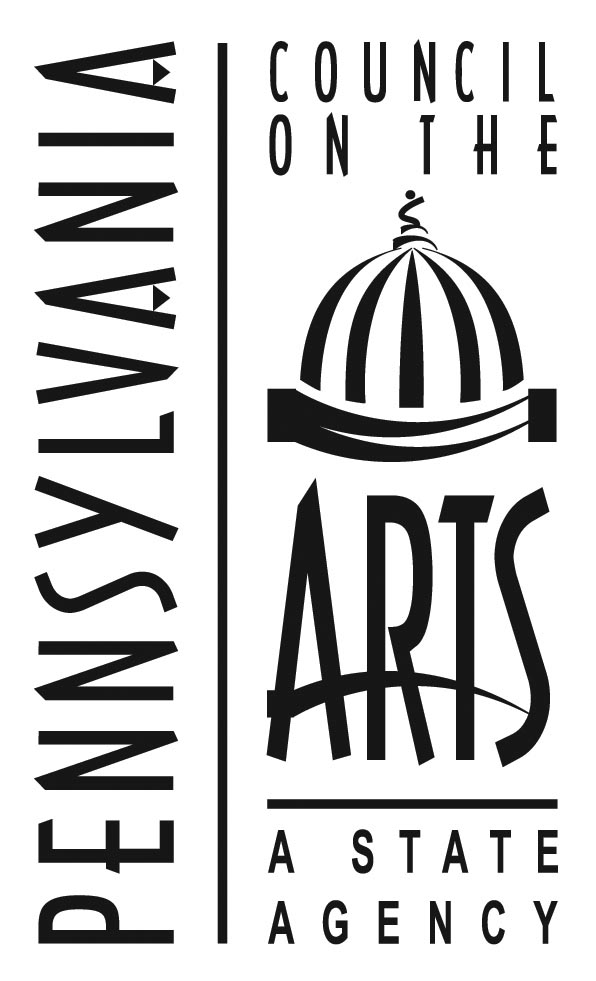 PENNSYLVANIA
COUNCIL
ON THE
ARTS
A STATE
AGENCY